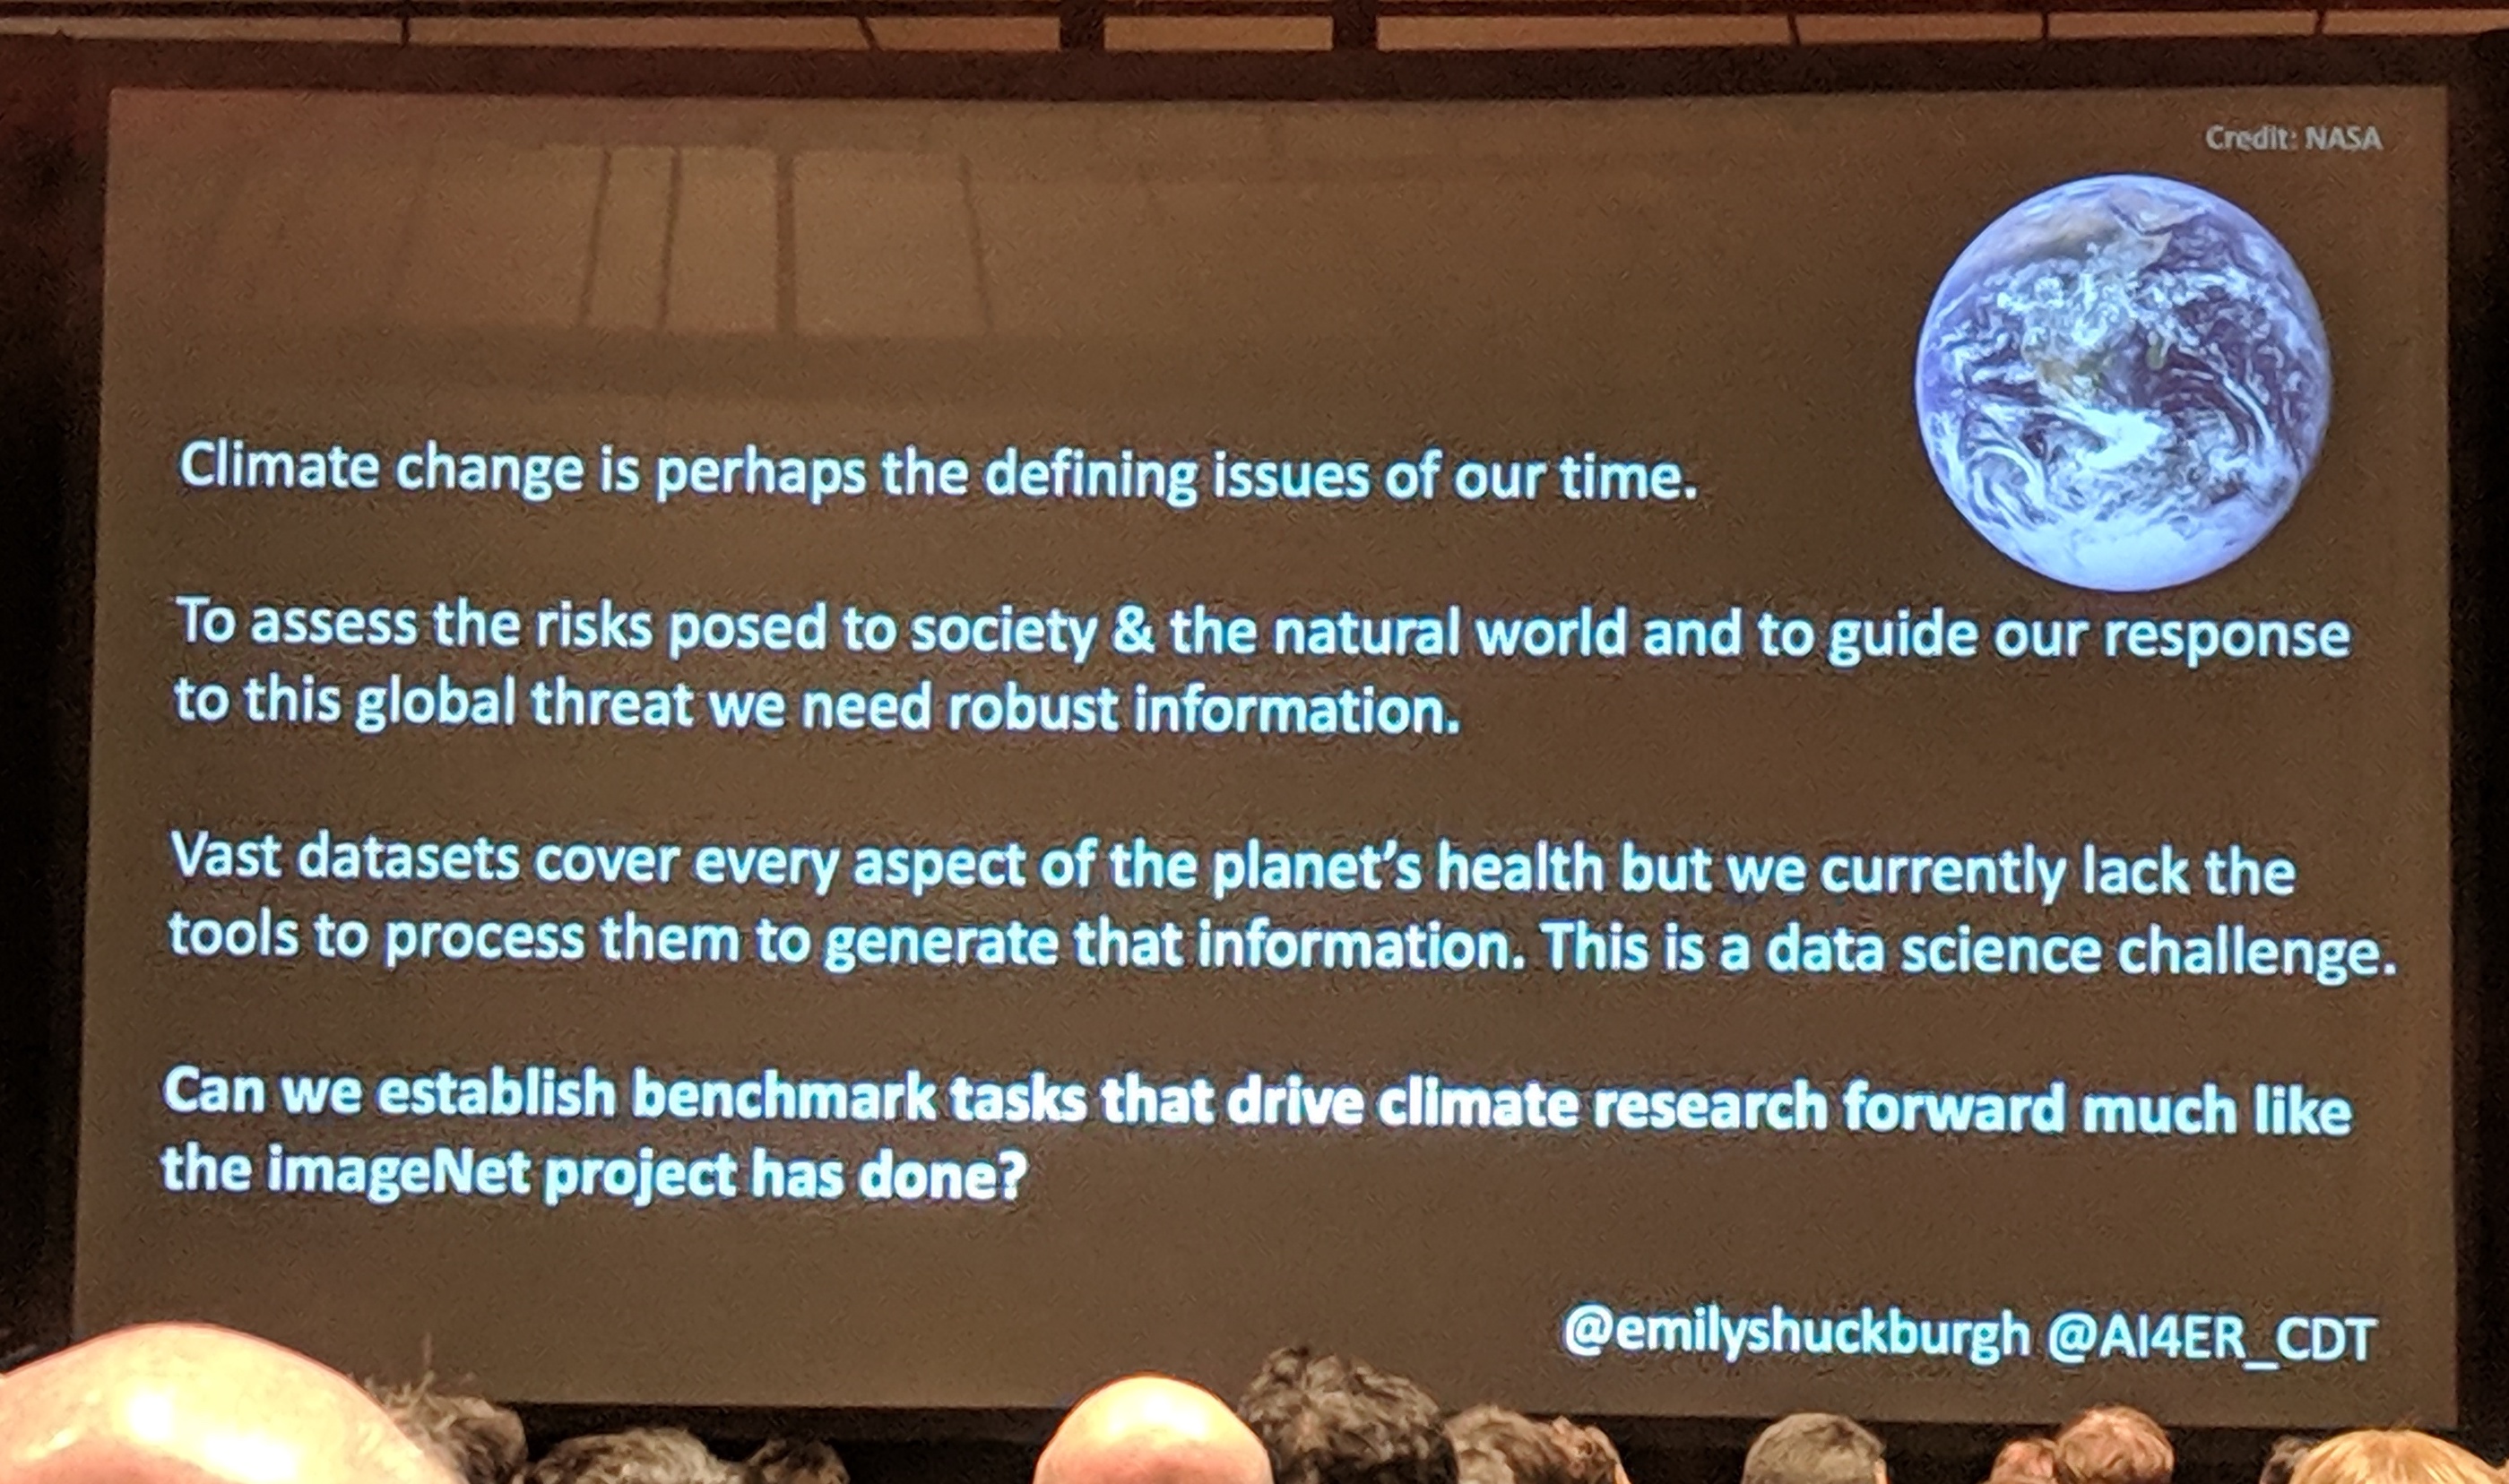 Credit: NASA
Climate change is perhaps the defining issues of our time.
To assess the risks posed to society & the natural world and to guide our response
to this global threat we need robust information.
Vast datasets cover every aspect of the planet's health but we currently lack the
tools to process them to generate that information. This is a data science challenge.
Can we establish benchmark tasks that drive climate research forward much like
the imageNet project has done?
@emilyshuckburgh @AI4ER_CDT